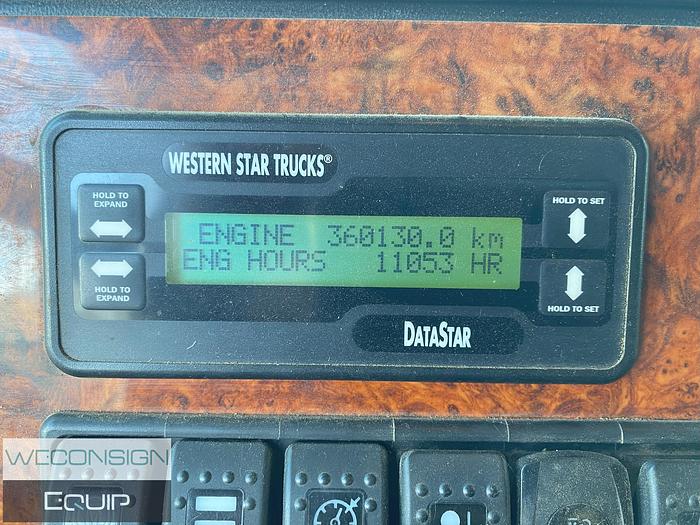 WESTERN STAR TRUCKS®
HOLD TO
EXPAND
HOLD TO SET
ENGINE 360130.0 km
ENG HOURS 11053 HR
HOLD TO
EXPAND
HOLD TO SET
DATASTAR
WECONSIGN
EQUIP